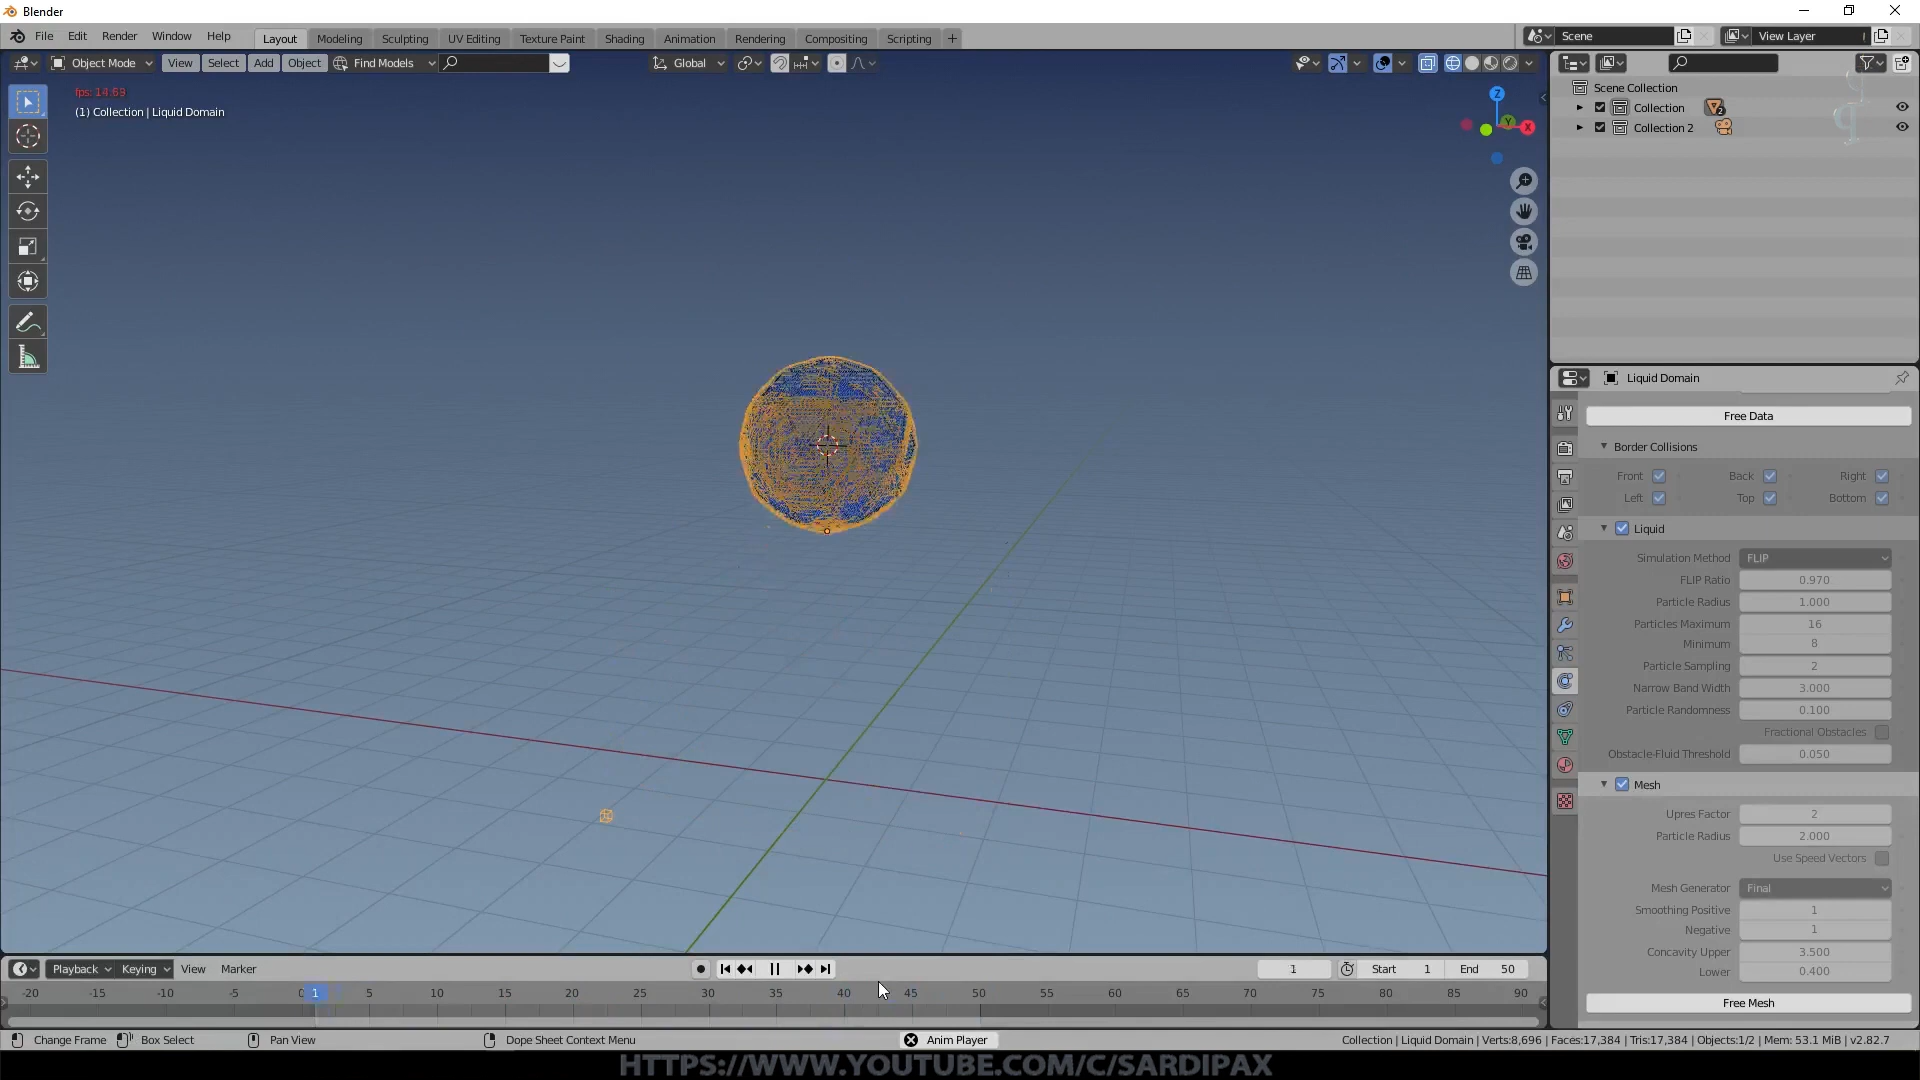 Blender
File Edit Render Window Help
Layout Modeling Sculpting UV Editing Texture Paint Shading Animation Rendering Compositing Scripting
Scene View Layer
Object Mode View Select Add Object Find Models Global
fps: 14.69
(1) Collection | Liquid Domain
Z
Y
X
Scene Collection
Collection 2
Collection 2
Liquid Domain
Free Data
Border Collisions
Front Back Right
Left Top Bottom
Liquid
Simulation Method FLIP
FLIP Ratio 0.970
Particle Radius 1.000
Particles Maximum 16
Minimum 8
Particle Sampling 2
Narrow Band Width 3.000
Particle Randomness 0.100
Fractional Obstacles
Obstacle-Fluid Threshold 0.050
Mesh
Upres Factor 2
Particle Radius 2.000
Use Speed Vectors
Mesh Generator Final
Smoothing Positive 1
Negative 1
Concavity Upper 3.500
Lower 0.400
Free Mesh
Playback Keying View Marker 1 Start 1 End 50
-20 -15 -10 -5 0 1 5 10 15 20 25 30 35 40 45 50 55 60 65 70 75 80 85 90
Change Frame Box Select Pan View Dope Sheet Context Menu Anim Player Collection | Liquid Domain | Verts:8,696 | Faces:17,384 | Tris:17,384 | Objects:1/2 | Mem: 53.1 MiB | v2.82.7
HTTPS://WWW.YOUTUBE.COM/C/SARDIPAX